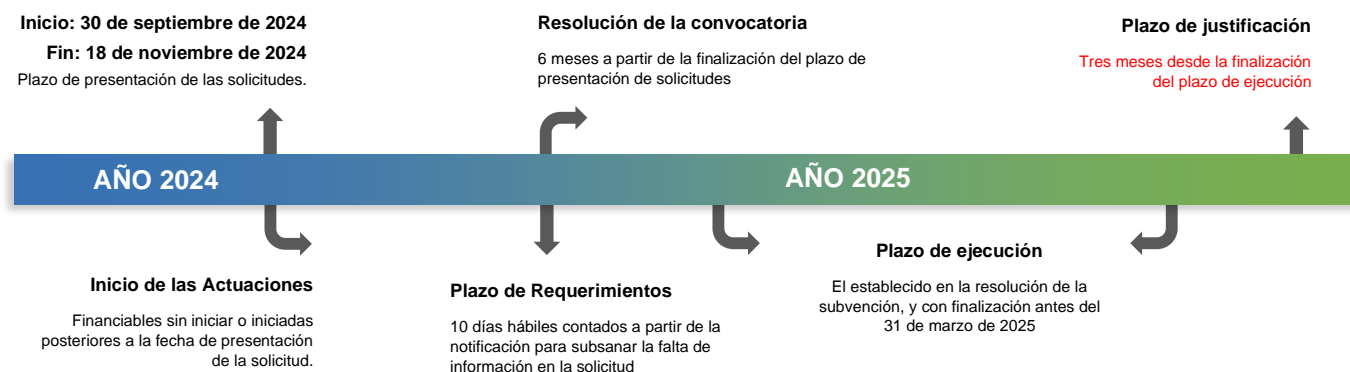 Inicio: 30 de septiembre de 2024
Fin: 18 de noviembre de 2024
Plazo de presentación de las solicitudes.
Resolución de la convocatoria
6 meses a partir de la finalización del plazo de
presentación de solicitudes
Plazo de justificación
Tres meses desde la finalización
del plazo de ejecución
AÑO 2024
AÑO 2025
Inicio de las Actuaciones
Financiables sin iniciar o iniciadas
posteriores a la fecha de presentación
de la solicitud.
Plazo de Requerimientos
10 días hábiles contados a partir de la
notificación para subsanar la falta de
información en la solicitud
Plazo de ejecución
El establecido en la resolución de la
subvención, y con finalización antes del
31 de marzo de 2025